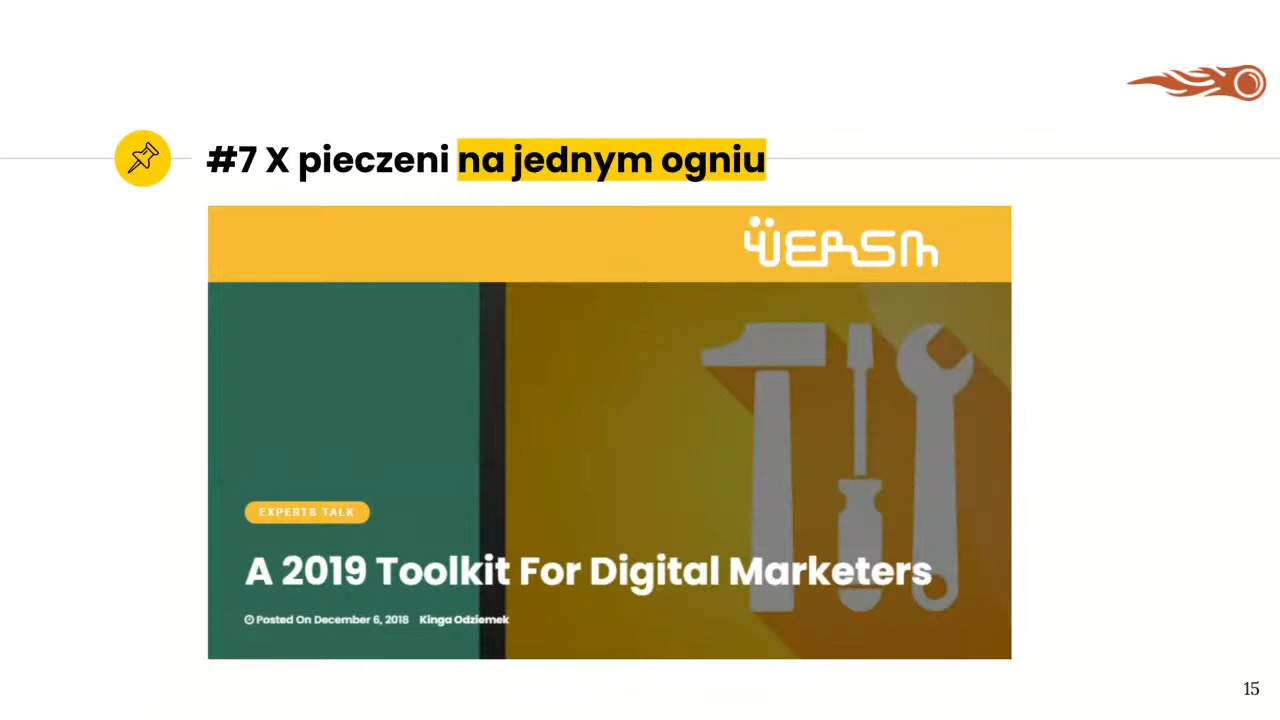 #7 X pieczeni na jednym ogniu
WERSM
EXPERTS TALK
A 2019 Toolkit For Digital Marketers
Posted On December 6, 2018 Kinga Odziemek
15